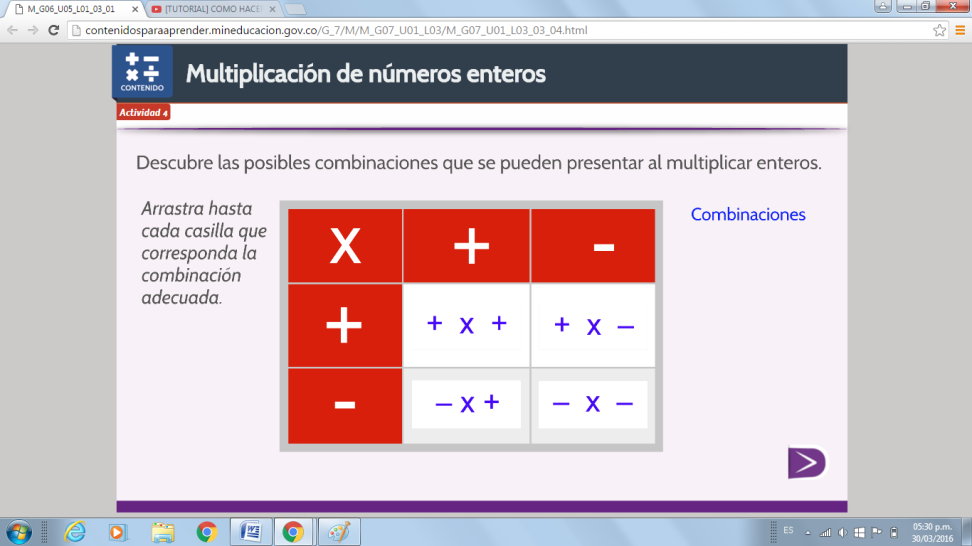 M_G06_U05_L01_03_01
[TUTORIAL] COMO HACE
contenidosparaaprender.mineducacion.gov.co/G_7/M/M_G07_U01_L03/M_G07_U01_L03_03_04.html
CONTENIDO
Multiplicación de números enteros
Actividad 4
Descubre las posibles combinaciones que se pueden presentar al multiplicar enteros.
Arrastra hasta
cada casilla que
corresponda la
combinación
adecuada.
Combinaciones
X + -
+ + x + + x –
- – x + – x –
ES
05:30 p.m.
30/03/2016